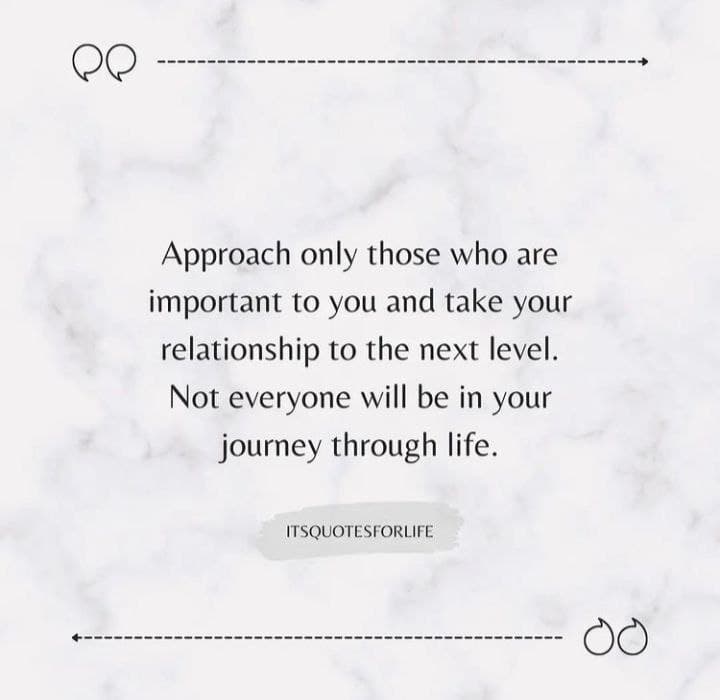 Approach only those who are
important to you and take your
relationship to the next level.
Not everyone will be in your
journey through life.
ITSQUOTESFORLIFE